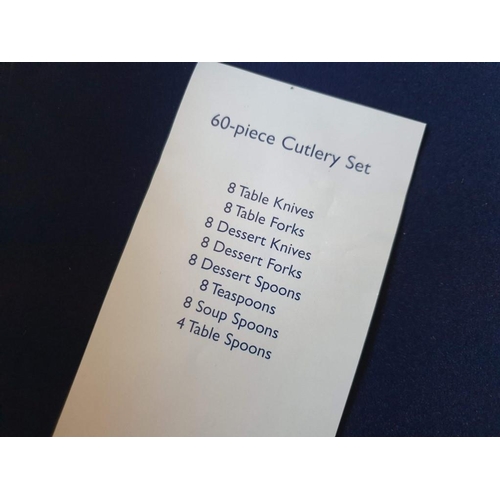 60-piece Cutlery Set
8 Table Knives
8 Table Forks
8 Dessert Knives
8 Dessert Forks
8 Dessert Spoons
8 Teaspoons
8 Soup Spoons
4 Table Spoons